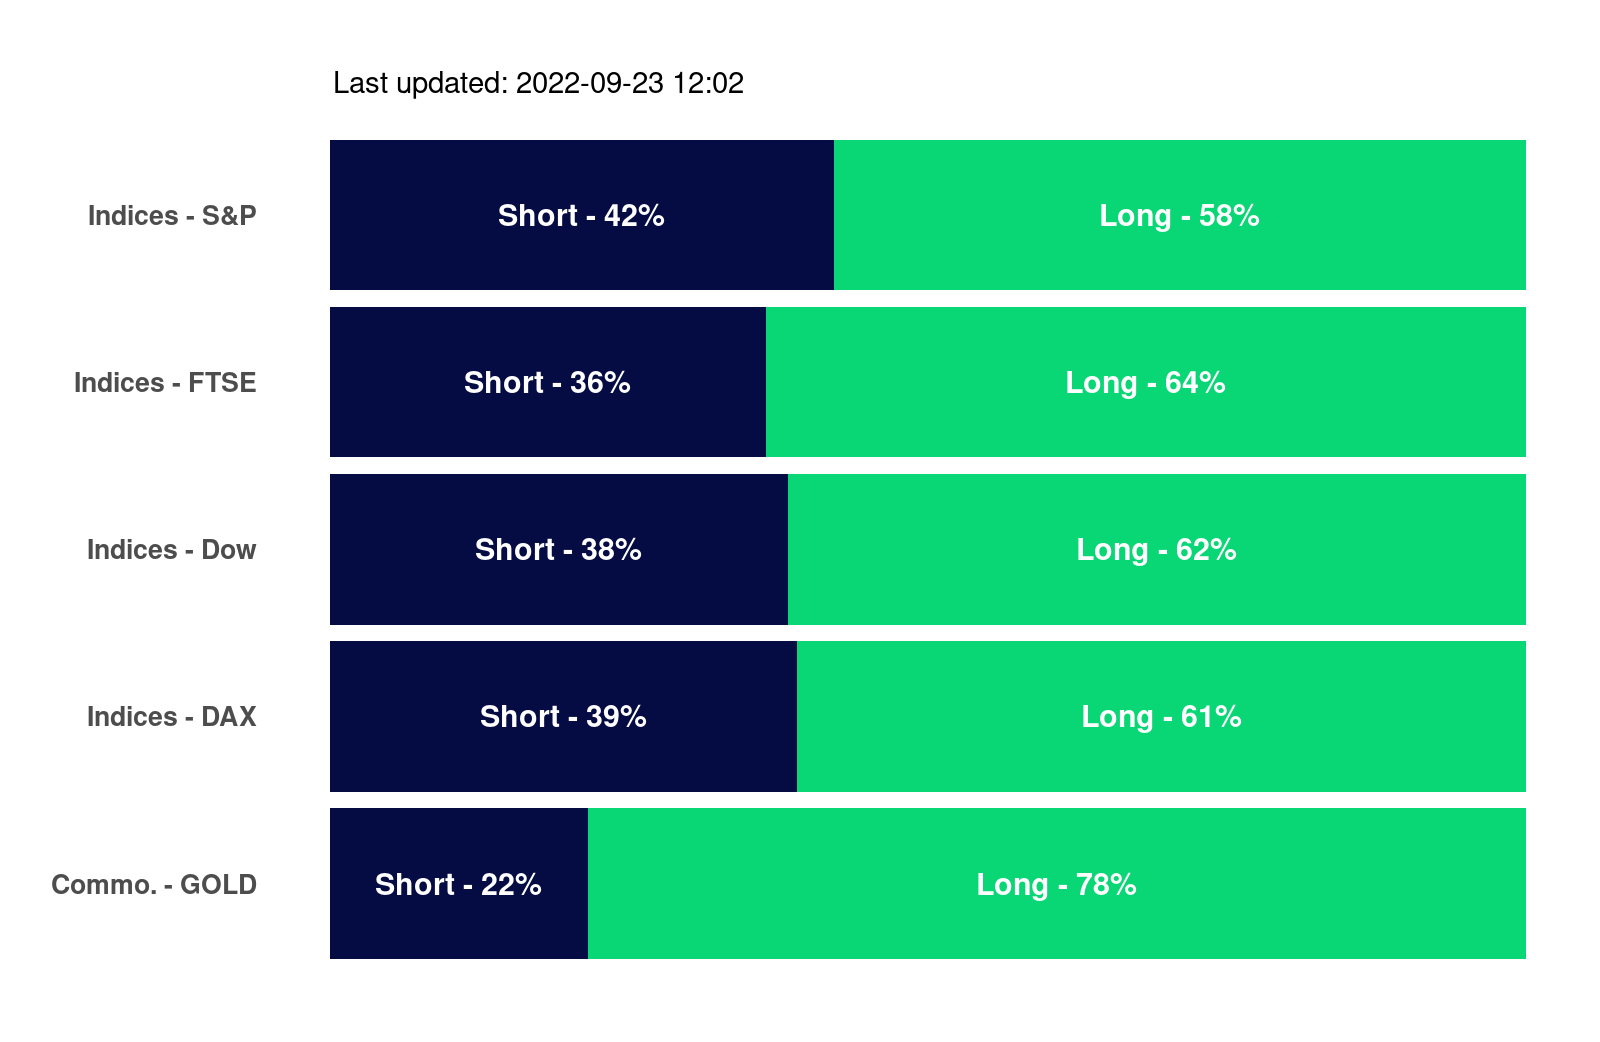 Last updated: 2022-09-23 12:02
Indices - S&P Short - 42% Long - 58%
Indices - FTSE Short - 36% Long - 64%
Indices - Dow Short - 38% Long - 62%
Indices - DAX Short - 39% Long - 61%
Commo. - GOLD Short - 22% Long - 78%